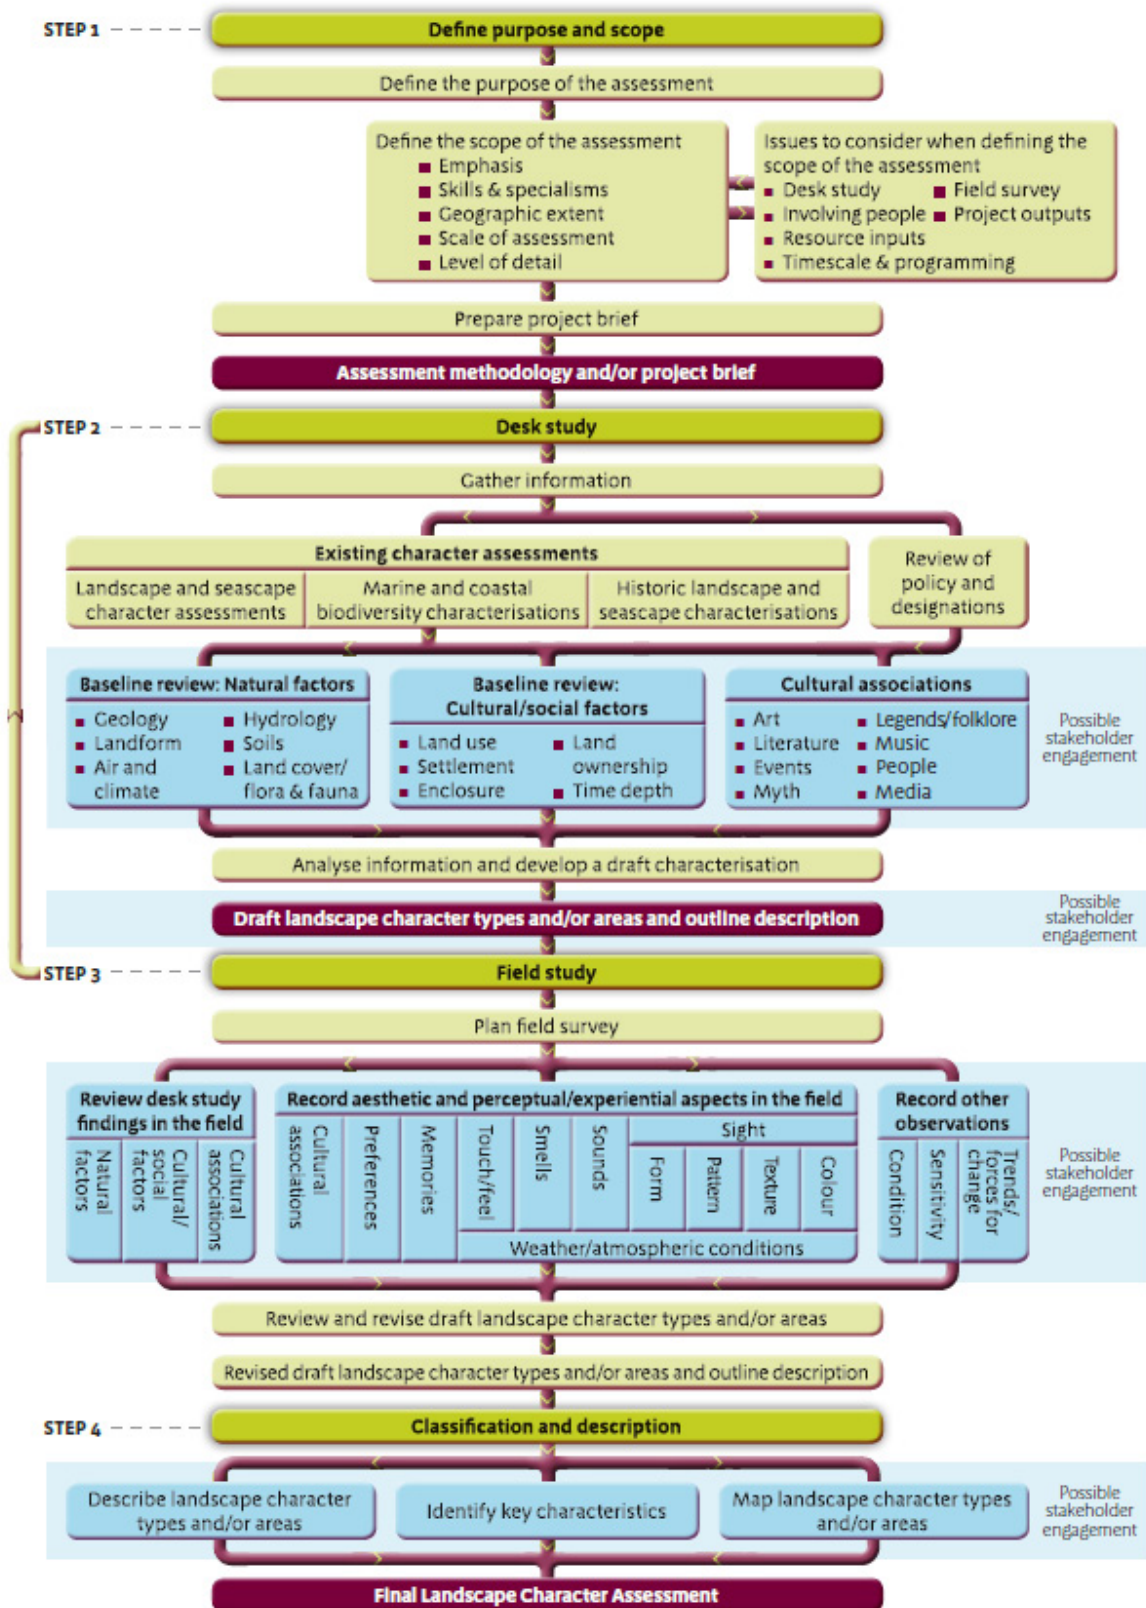 STEP 1
Define purpose and scope
Define the purpose of the assessment
Define the scope of the assessment
Emphasis
Skills & specialisms
Geographic extent
Scale of assessment
Level of detail
Issues to consider when defining the
scope of the assessment
Desk study
Involving people
Resource inputs
Timescale & programming
Field survey
Project outputs
Prepare project brief
Assessment methodology and/or project brief
STEP 2
Desk study
Gather information
Existing character assessments
Landscape and seascape
character assessments
Marine and coastal
biodiversity characterisations
Historic landscape and
seascape characterisations
Review of
policy and
designations
Baseline review: Natural factors
Geology
Landform
Air and
climate
Hydrology
Soils
Land cover/
flora & fauna
Baseline review:
Cultural/social factors
Land use
Settlement
Enclosure
Land
ownership
Time depth
Cultural associations
Art
Literature
Events
Myth
Legends/folklore
Music
People
Media
Possible
stakeholder
engagement
Analyse information and develop a draft characterisation
Draft landscape character types and/or areas and outline description
Possible
stakeholder
engagement
STEP 3
Field study
Plan field survey
Review desk study
findings in the field
Natural
factors
Cultural/
social
factors
Cultural
associations
Record aesthetic and perceptual/experiential aspects in the field
Cultural
associations
Preferences
Memories
Touch/feel
Smells
Sounds
Sight
Form
Pattern
Texture
Colour
Weather/atmospheric conditions
Record other
observations
Condition
Sensitivity
Trends/
forces for
change
Possible
stakeholder
engagement
Review and revise draft landscape character types and/or areas
Revised draft landscape character types and/or areas and outline description
STEP 4
Classification and description
Describe landscape character
types and/or areas
Identify key characteristics
Map landscape character types
and/or areas
Possible
stakeholder
engagement
Final Landscape Character Assessment